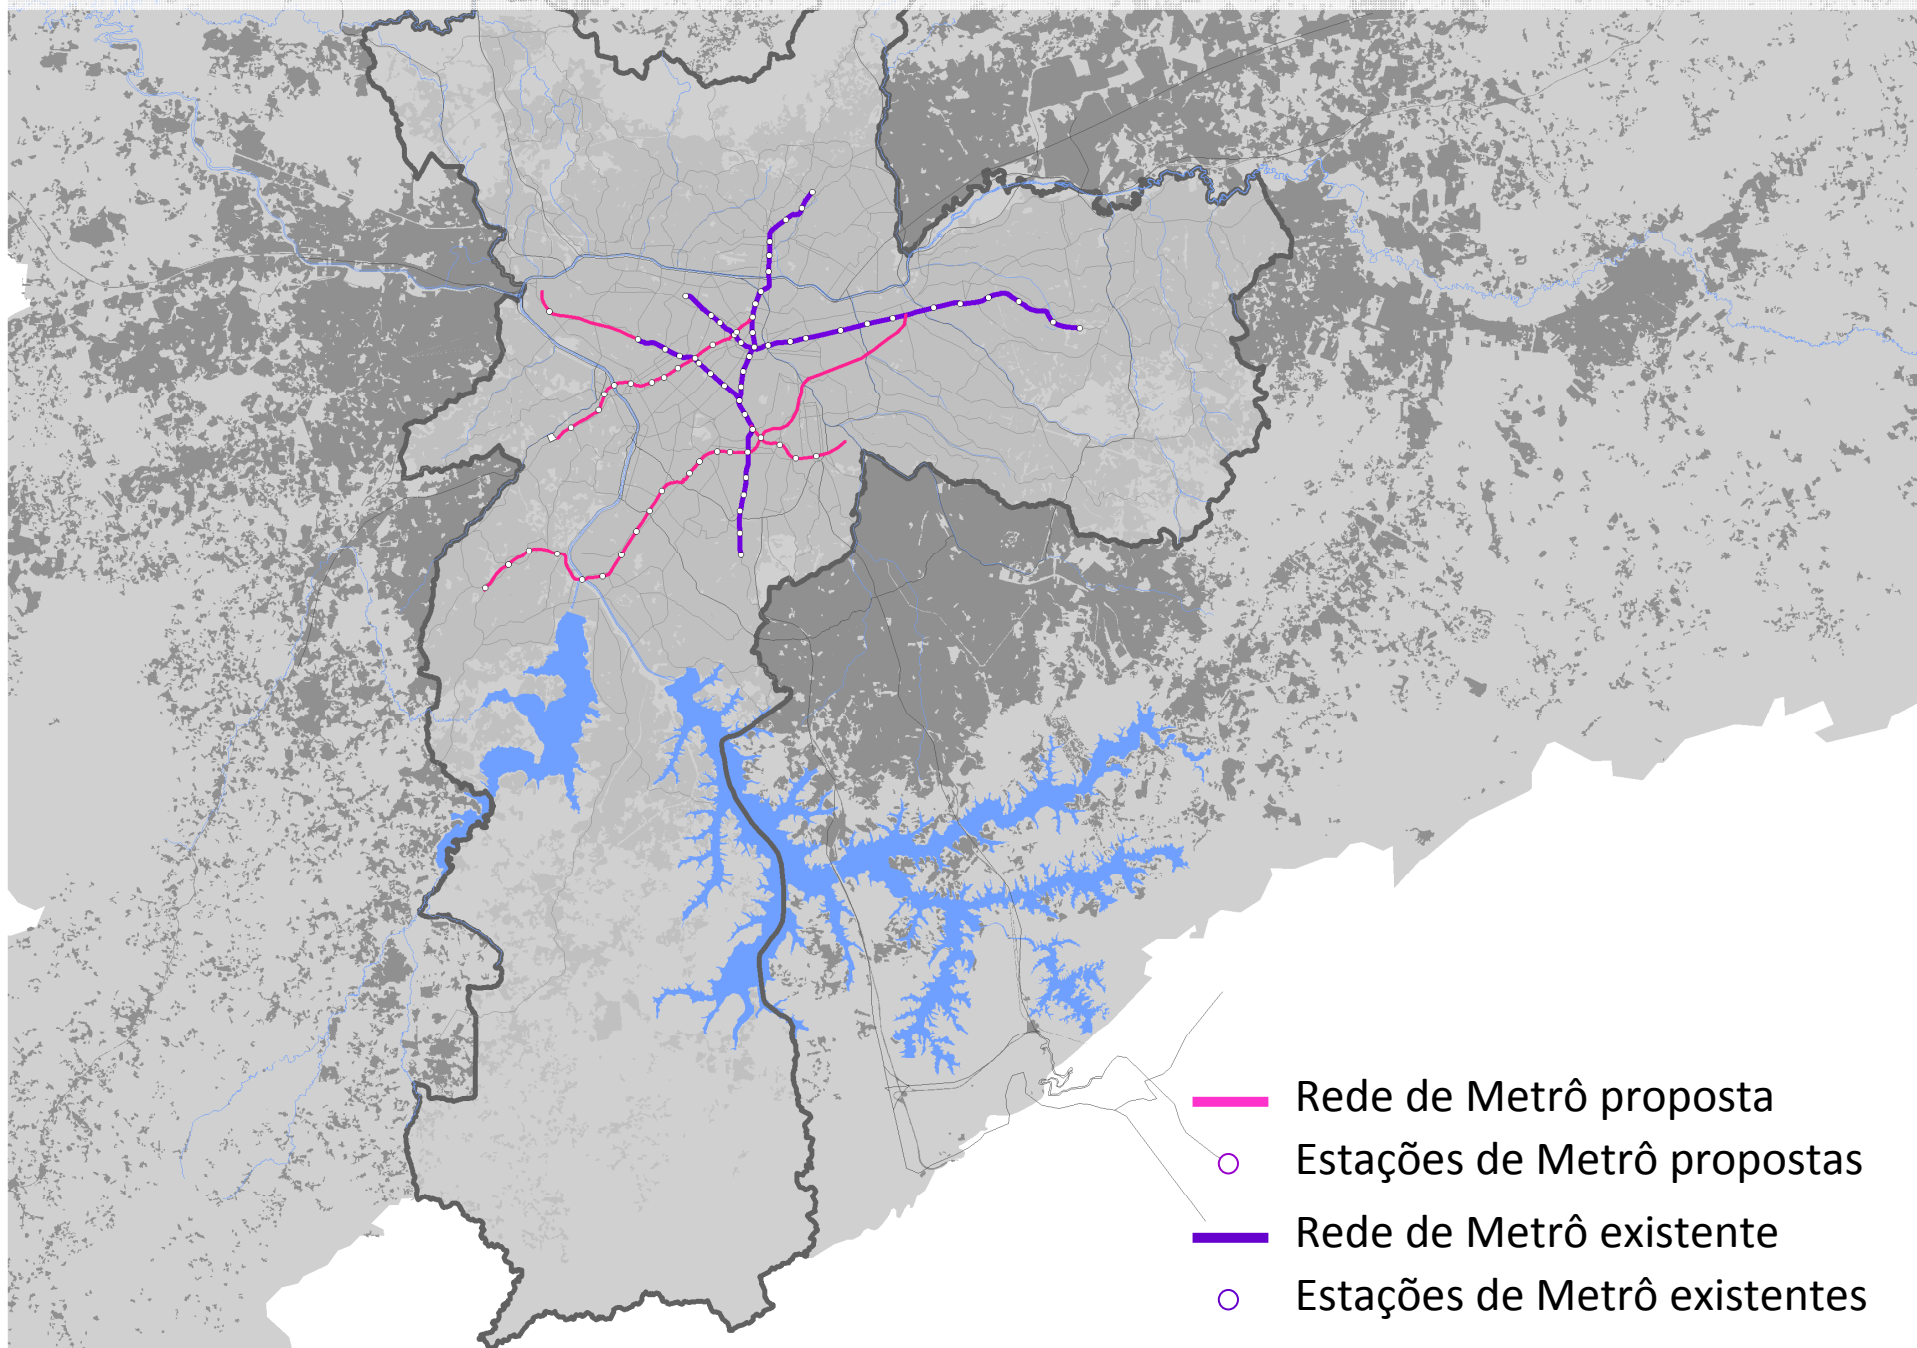 Rede de Metrô proposta
Estações de Metrô propostas
Rede de Metrô existente
Estações de Metrô existentes